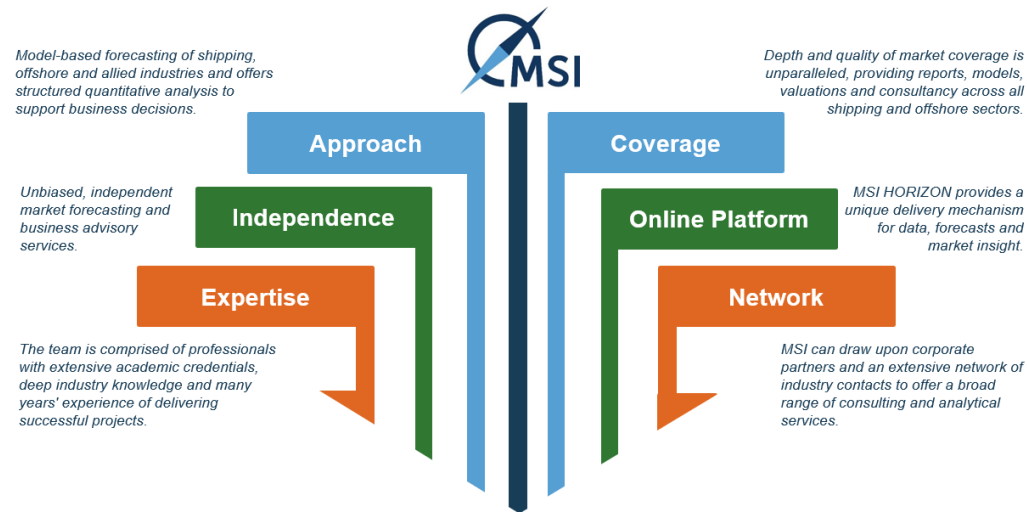 MSI
Model-based forecasting of shipping,
offshore and allied industries and offers
structured quantitative analysis to
support business decisions.
Approach
Unbiased, independent
market forecasting and
business advisory
services.
Independence
Expertise
The team is comprised of professionals
with extensive academic credentials,
deep industry knowledge and many
years' experience of delivering
successful projects.
Depth and quality of market coverage is
unparalleled, providing reports, models,
valuations and consultancy across all
shipping and offshore sectors.
Coverage
Online Platform
MSI HORIZON provides a
unique delivery mechanism
for data, forecasts and
market insight.
Network
MSI can draw upon corporate
partners and an extensive network of
industry contacts to offer a broad
range of consulting and analytical
services.